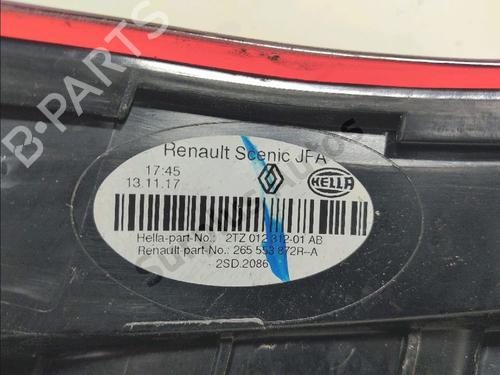 Renault Scenic JFA
17:45
13.11.17
HELLA
Hella-part-No.: 2TZ 012 312-01 AB
Renault part-No.: 265 553 872R--A
2SD.2086
B-PARTS